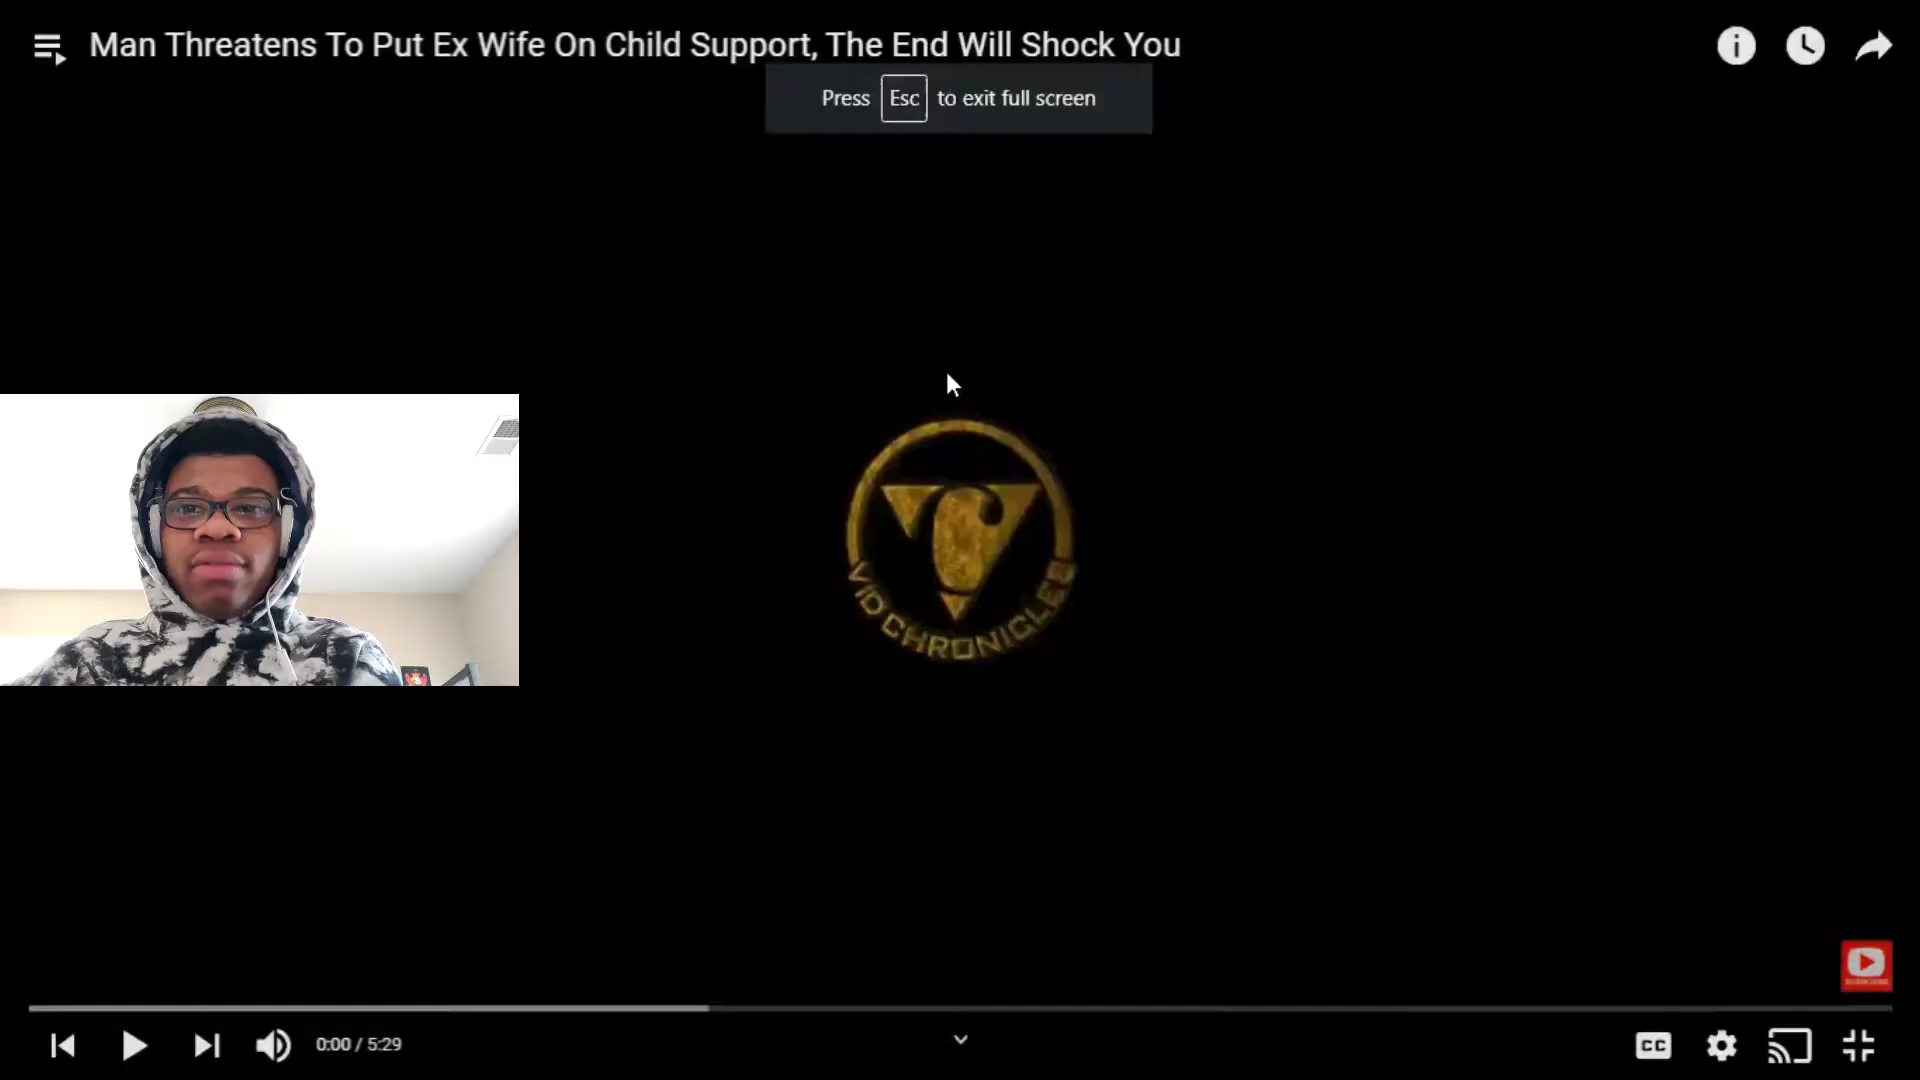 Man Threatens To Put Ex Wife On Child Support, The End Will Shock You
Press Esc to exit full screen
VID CHRONICLES
0:00 / 5:29
CC